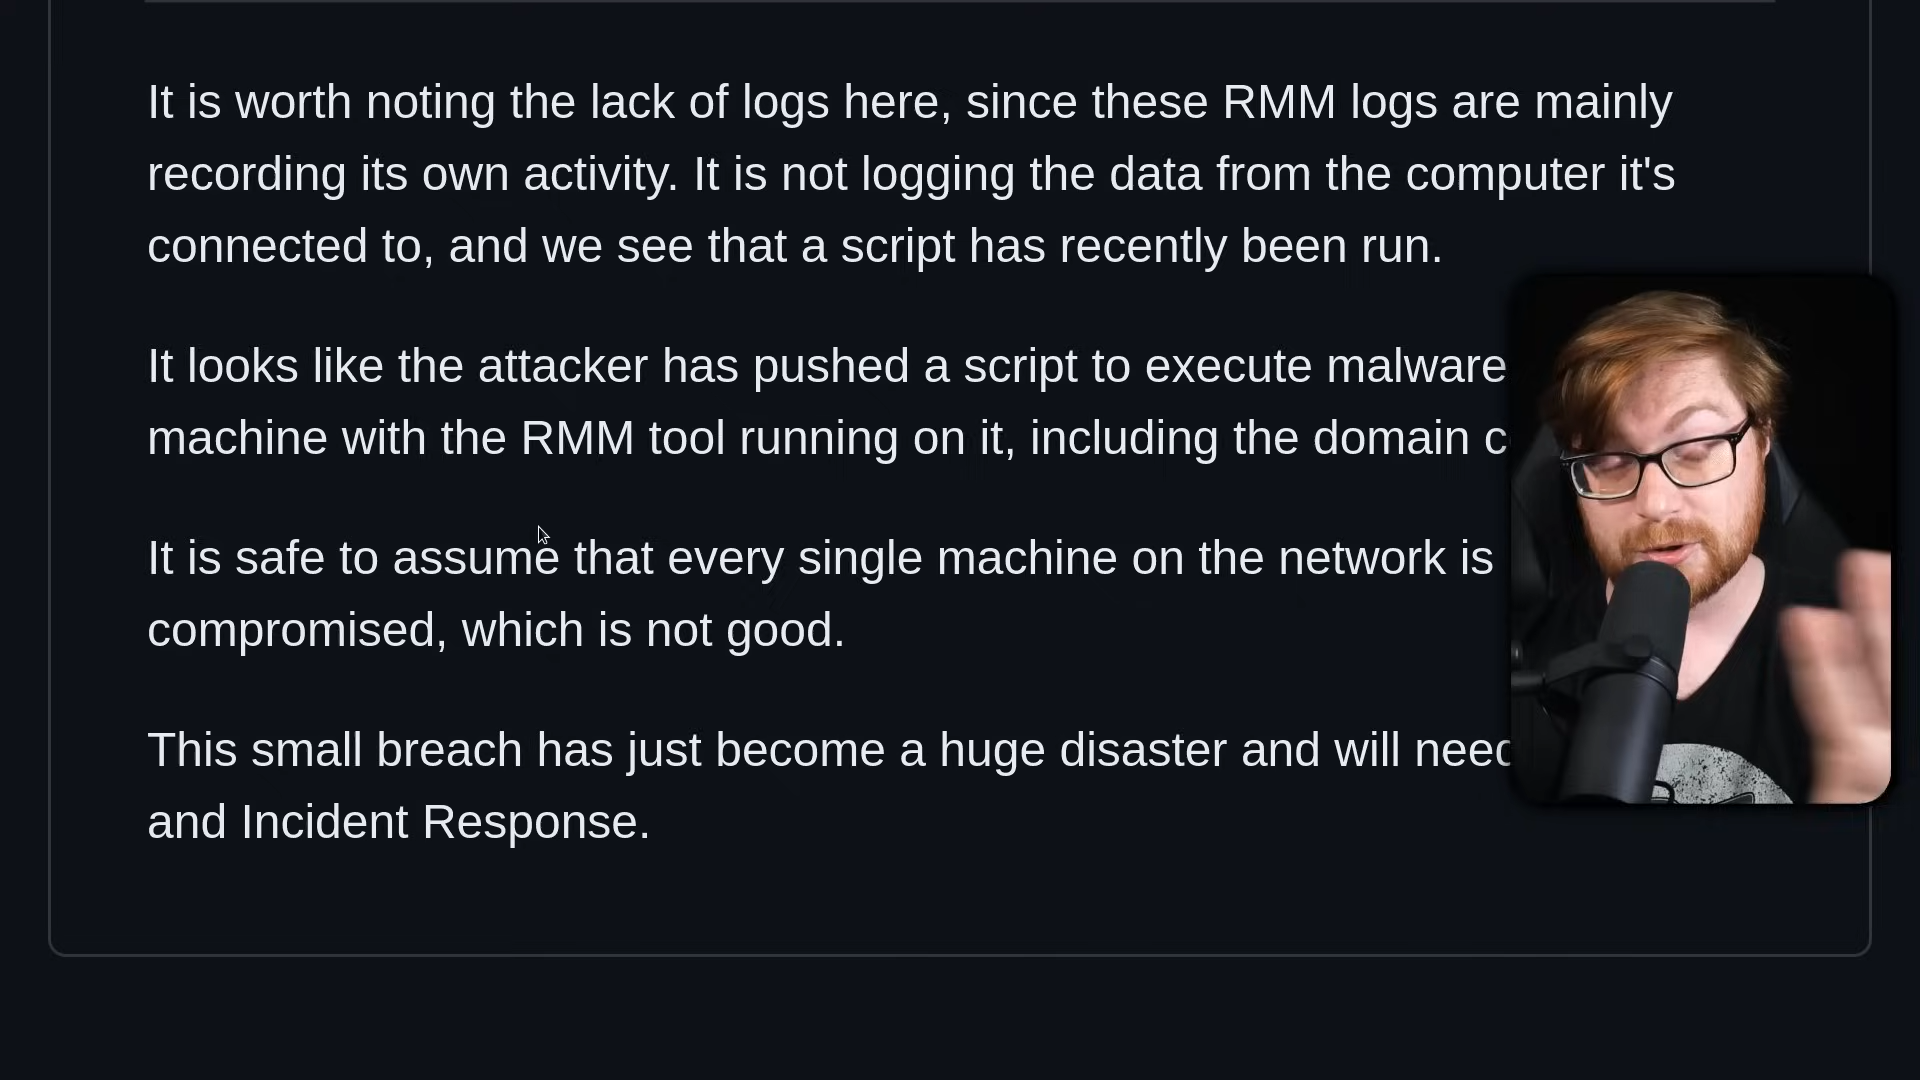 It is worth noting the lack of logs here, since these RMM logs are mainly
recording its own activity. It is not logging the data from the computer it's
connected to, and we see that a script has recently been run.
It looks like the attacker has pushed a script to execute malware
machine with the RMM tool running on it, including the domain
It is safe to assume that every single machine on the network is
compromised, which is not good.
This small breach has just become a huge disaster and will need
and Incident Response.